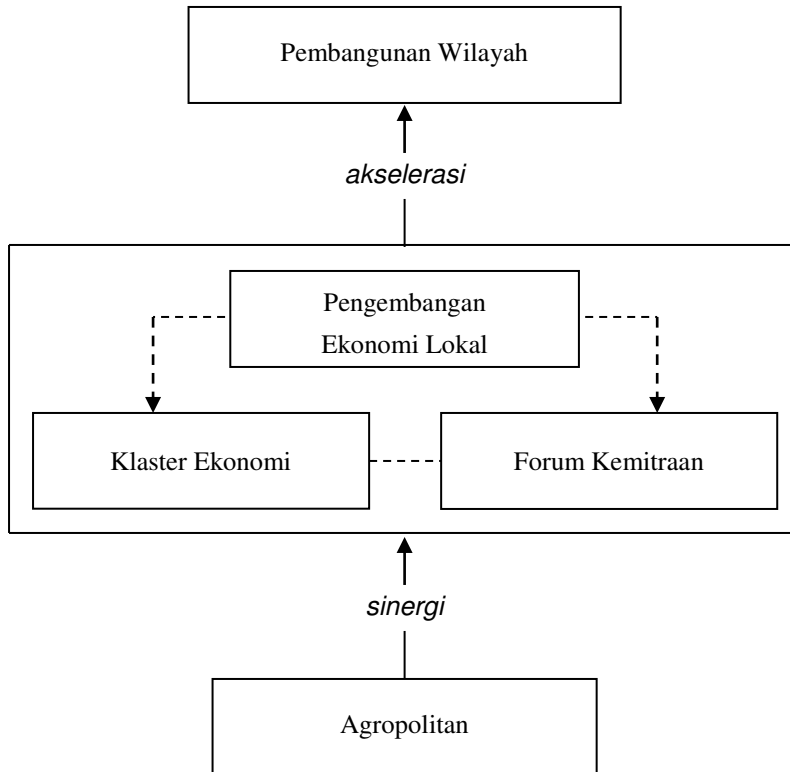 Pembangunan Wilayah
akselerasi
Pengembangan
Ekonomi Lokal
Klaster Ekonomi
Forum Kemitraan
sinergi
Agropolitan